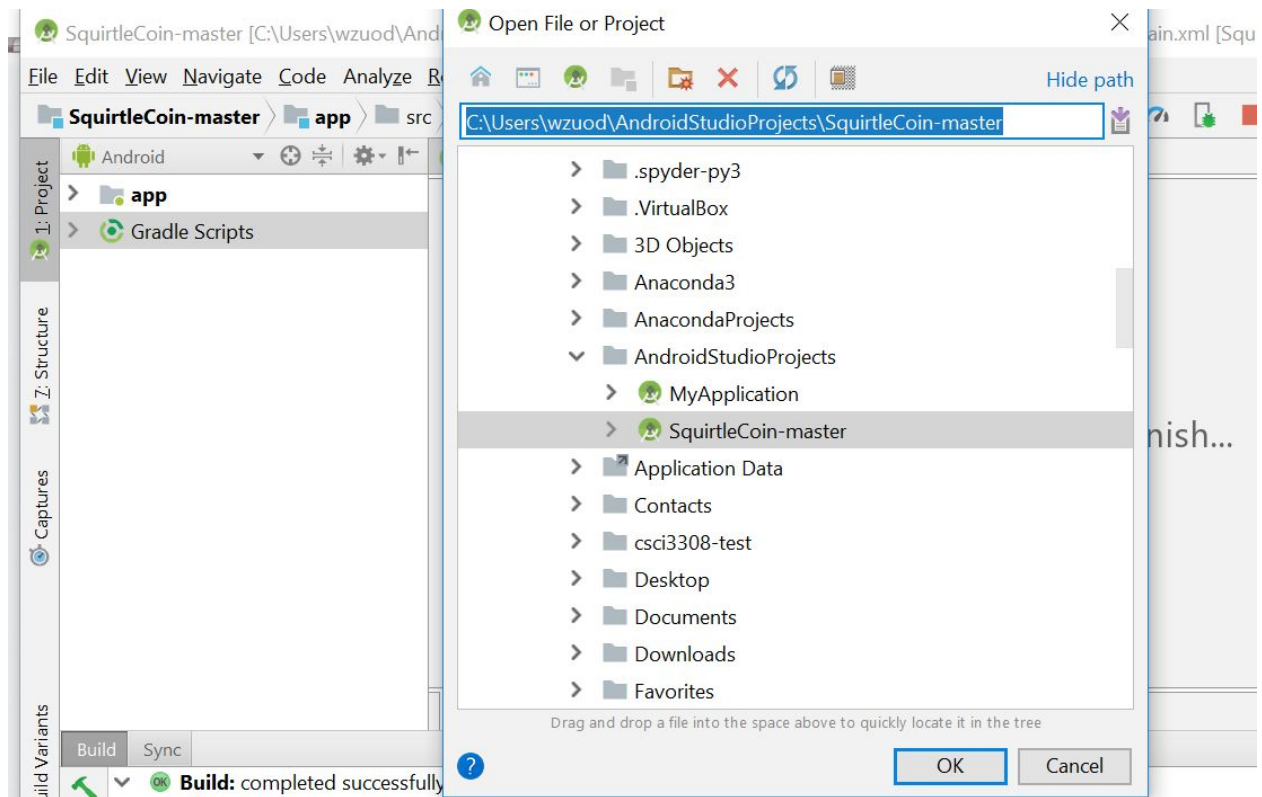 SquirtleCoin-master [C:\Users\wzuod\And
Open File or Project
ain.xml [Squ
File Edit View Navigate Code Analyze R
Hide path
SquirtleCoin-master app src
C:\Users\wzuod\AndroidStudioProjects\SquirtleCoin-master
Android
1: Project
app
Gradle Scripts
.spyder-py3
.VirtualBox
3D Objects
Anaconda3
AnacondaProjects
AndroidStudioProjects
MyApplication
SquirtleCoin-master
nish...
Application Data
Contacts
csci3308-test
Desktop
Documents
Downloads
Favorites
Z: Structure
Captures
uild Variants
Drag and drop a file into the space above to quickly locate it in the tree
Build Sync
? OK Cancel
OK Build: completed successfully